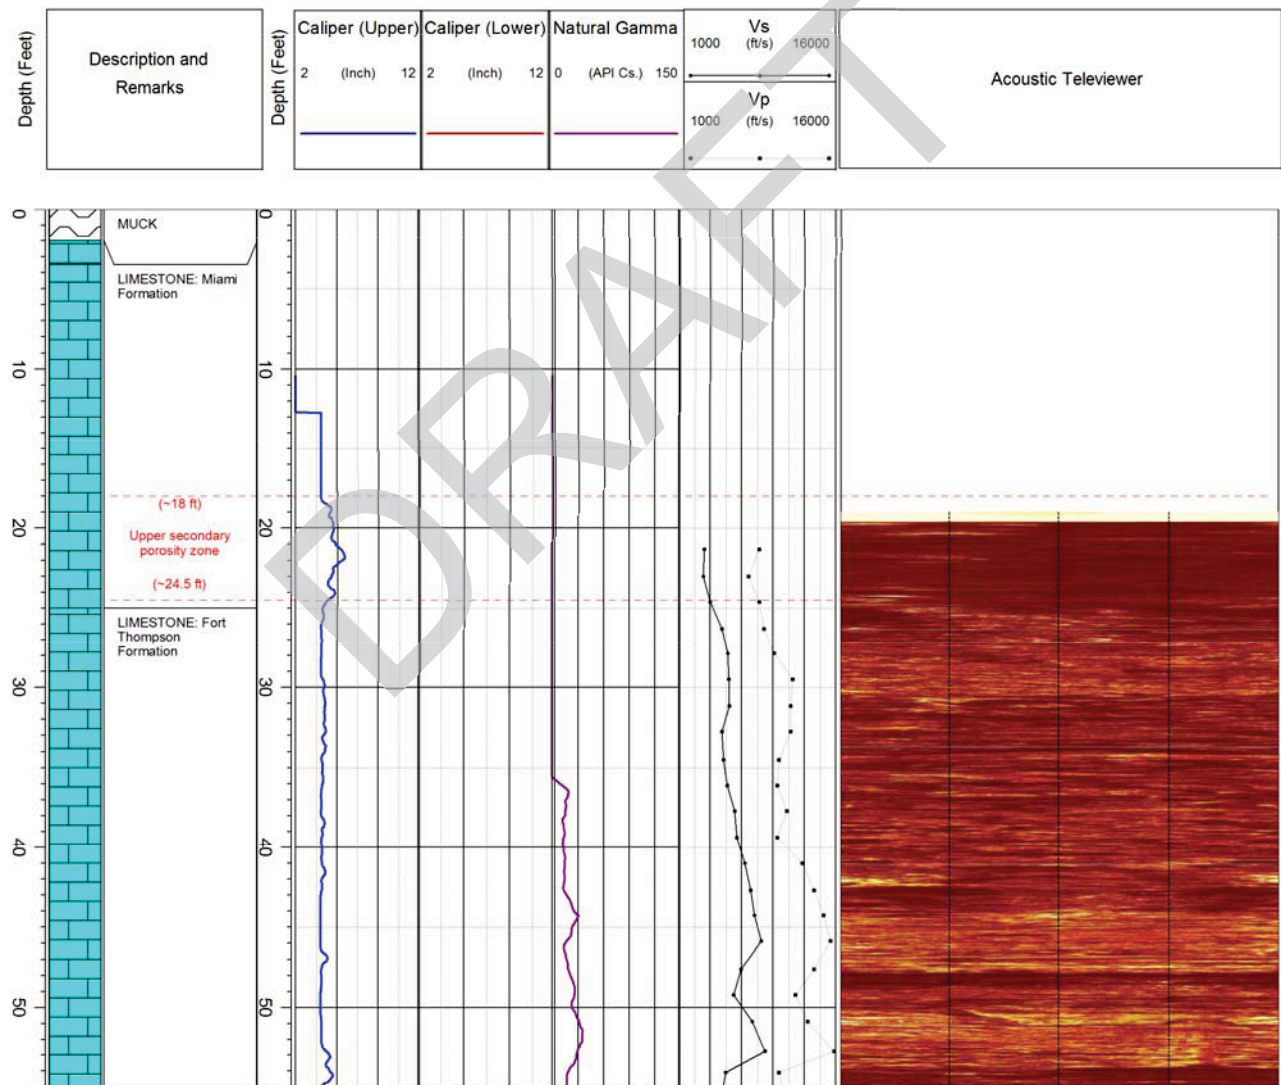 Depth (Feet)
Description and
Remarks
Depth (Feet)
Caliper (Upper)
2 (Inch) 12
Caliper (Lower)
2 (Inch) 12
Natural Gamma
0 (API Cs.) 150
Vs
1000 (ft/s) 16000
Vp
1000 (ft/s) 16000
Acoustic Televiewer
0
10
20
30
40
50
MUCK
LIMESTONE: Miami
Formation
(~18 ft)
Upper secondary
porosity zone
(~24.5 ft)
LIMESTONE: Fort
Thompson
Formation
0
10
20
30
40
50
DRAFT